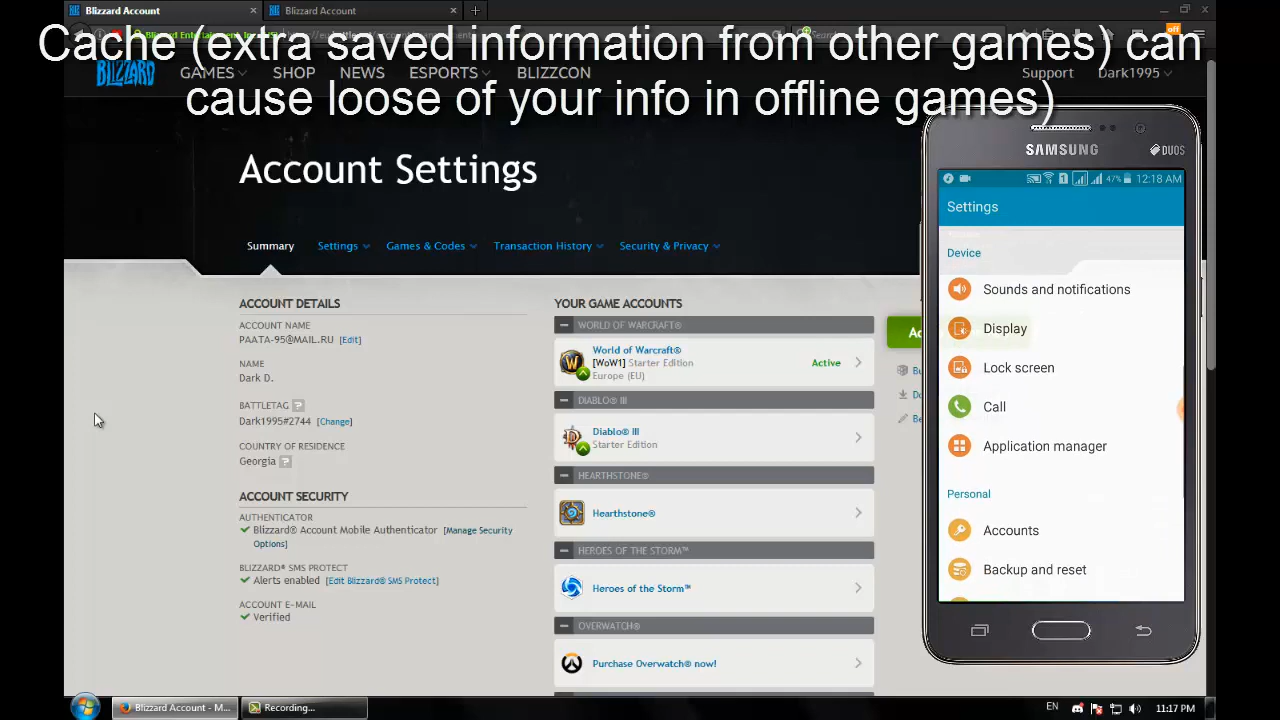 Blizzard Account
Blizzard Account
Cache (extra saved information from other games) can
cause loose of your info in offline games)
BLIZZARD
GAMES
SHOP
NEWS
ESPORTS
BLIZZCON
Support
Dark1995
Account Settings
Summary
Settings
Games & Codes
Transaction History
Security & Privacy
ACCOUNT DETAILS
ACCOUNT NAME
PAATA-95@MAIL.RU [Edit]
NAME
Dark D.
BATTLETAG ?
Dark1995#2744 [Change]
COUNTRY OF RESIDENCE
Georgia ?
ACCOUNT SECURITY
AUTHENTICATOR
Blizzard® Account Mobile Authenticator [Manage Security
Options]
BLIZZARD® SMS PROTECT
Alerts enabled [Edit Blizzard® SMS Protect]
ACCOUNT E-MAIL
Verified
YOUR GAME ACCOUNTS
WORLD OF WARCRAFT®
World of Warcraft®
[WoW1] Starter Edition
Europe (EU)
Active
DIABLO® III
Diablo® III
Starter Edition
HEARTHSTONE®
Hearthstone®
HEROES OF THE STORM™
Heroes of the Storm™
OVERWATCH®
Purchase Overwatch® now!
SAMSUNG
DUOS
47% 12:18 AM
Settings
Device
Sounds and notifications
Display
Lock screen
Call
Application manager
Personal
Accounts
Backup and reset
Blizzard Account - M...
Recording...
EN
11:17 PM